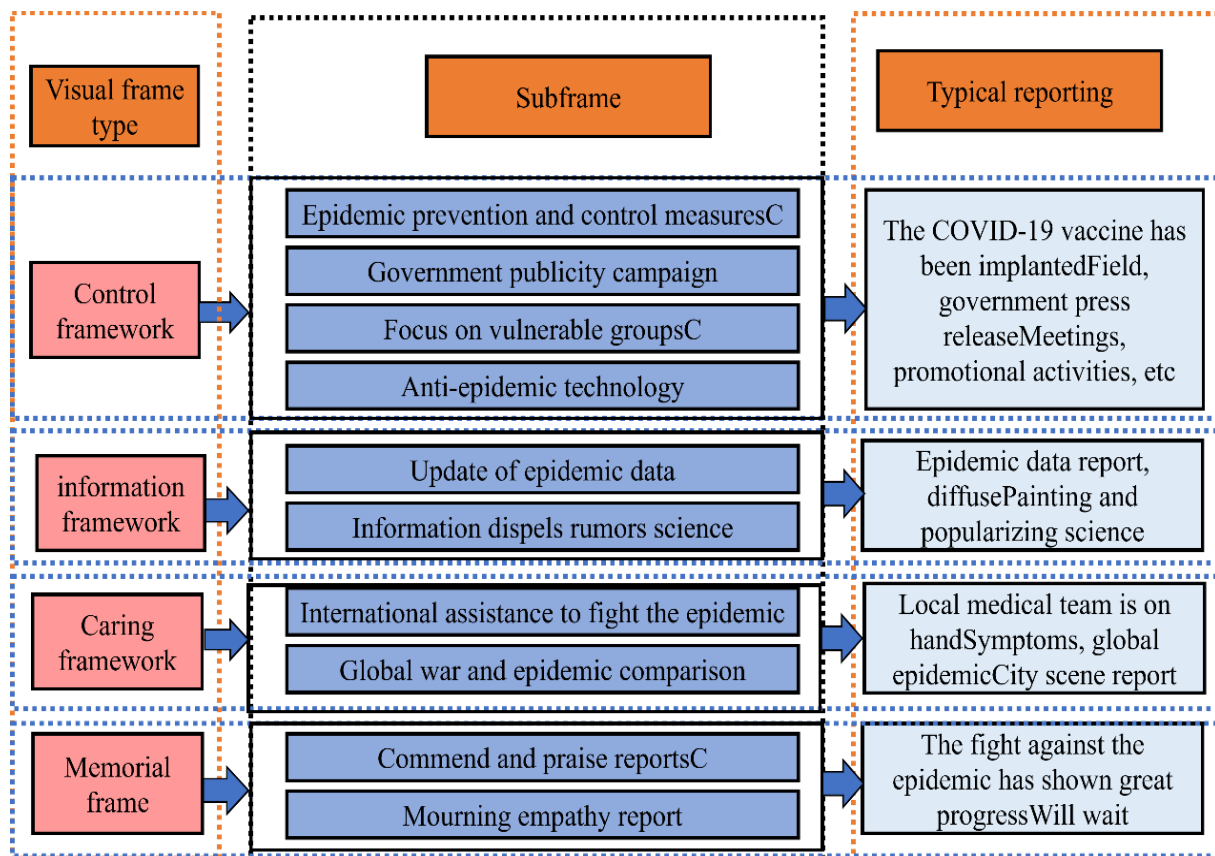 Visual frame
type
Subframe
Typical reporting
Control
framework
Epidemic prevention and control measuresC
Government publicity campaign
Focus on vulnerable groupsC
Anti-epidemic technology
The COVID-19 vaccine has
been implantedField,
government press
releaseMeetings,
promotional activities, etc
information
framework
Update of epidemic data
Information dispels rumors science
Epidemic data report,
diffusePainting and
popularizing science
Caring
framework
International assistance to fight the epidemic
Global war and epidemic comparison
Local medical team is on
handSymptoms, global
epidemicCity scene report
Memorial
frame
Commend and praise reportsC
Mourning empathy report
The fight against the
epidemic has shown great
progressWill wait